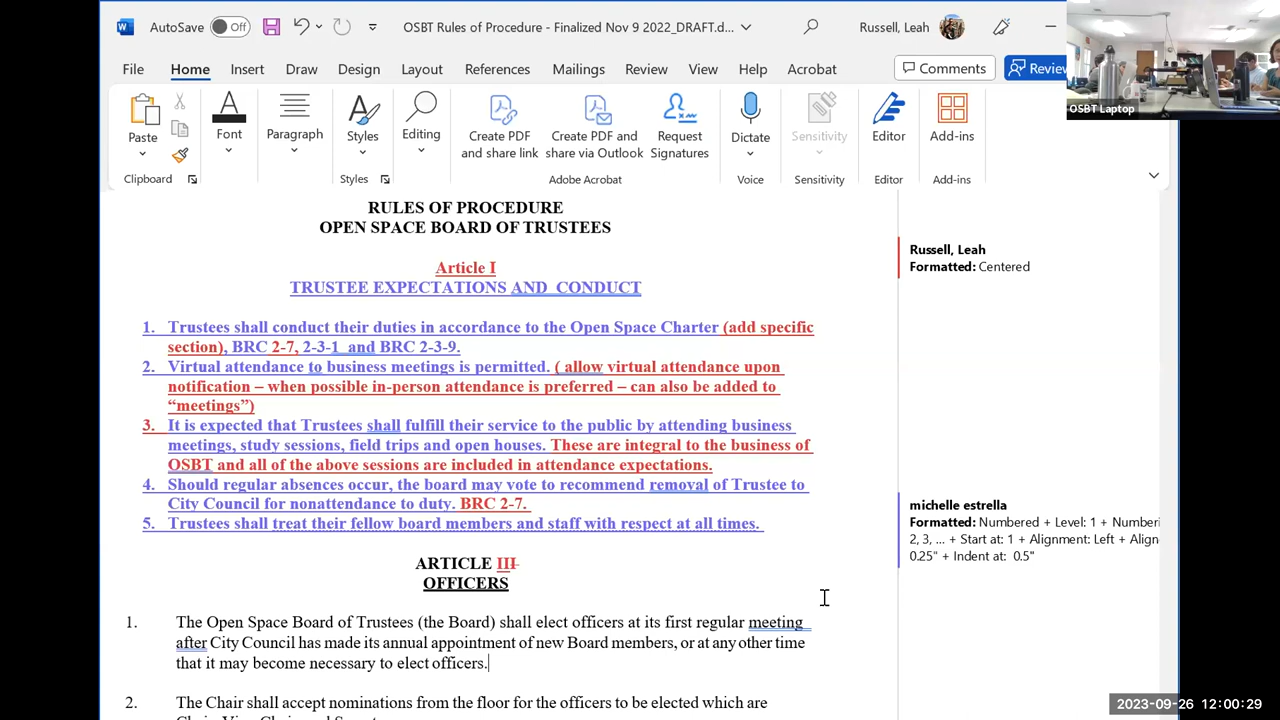 AutoSave Off OSBT Rules of Procedure - Finalized Nov 9 2022_DRAFT.d... Russell, Leah
File Home Insert Draw Design Layout References Mailings Review View Help Acrobat Comments Review
Paste Font Paragraph Styles Editing Create PDF and share link Create PDF and share via Outlook Request Signatures Dictate Sensitivity Editor Add-ins
Clipboard Styles Adobe Acrobat Voice Sensitivity Editor Add-ins
OSBT Laptop
RULES OF PROCEDURE
OPEN SPACE BOARD OF TRUSTEES
Article I
TRUSTEE EXPECTATIONS AND CONDUCT
1. Trustees shall conduct their duties in accordance to the Open Space Charter (add specific
section), BRC 2-7, 2-3-1 and BRC 2-3-9.
2. Virtual attendance to business meetings is permitted. ( allow virtual attendance upon
notification – when possible in-person attendance is preferred – can also be added to
“meetings”)
3. It is expected that Trustees shall fulfill their service to the public by attending business
meetings, study sessions, field trips and open houses. These are integral to the business of
OSBT and all of the above sessions are included in attendance expectations.
4. Should regular absences occur, the board may vote to recommend removal of Trustee to
City Council for nonattendance to duty. BRC 2-7.
5. Trustees shall treat their fellow board members and staff with respect at all times.
ARTICLE III
OFFICERS
1. The Open Space Board of Trustees (the Board) shall elect officers at its first regular meeting
after City Council has made its annual appointment of new Board members, or at any other time
that it may become necessary to elect officers.
2. The Chair shall accept nominations from the floor for the officers to be elected which are
Russell, Leah
Formatted: Centered
michelle estrella
Formatted: Numbered + Level: 1 + Numberi
2, 3, ... + Start at: 1 + Alignment: Left + Align
0.25" + Indent at: 0.5"
2023-09-26 12:00:29